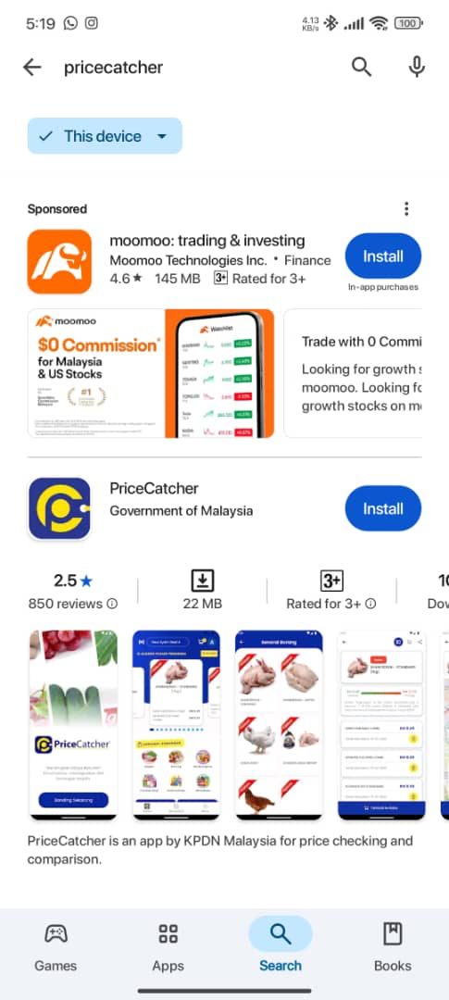 5:19
4.13
KB/s
100
pricecatcher
This device
Sponsored
moomoo: trading & investing
Moomoo Technologies Inc. • Finance
4.6★ 145 MB 3+ Rated for 3+
Install
In-app purchases
moomoo
$0 Commission*
for Malaysia
& US Stocks
#1
Watchlist
Trade with 0 Commi
Looking for growth s
moomoo. Looking fo
growth stocks on m
PriceCatcher
Government of Malaysia
Install
2.5★
850 reviews
22 MB
3+
Rated for 3+
10
Dow
PriceCatcher
Banding Sekarang
Senarai Barang
PriceCatcher is an app by KPDN Malaysia for price checking and
comparison.
Games
Apps
Search
Books